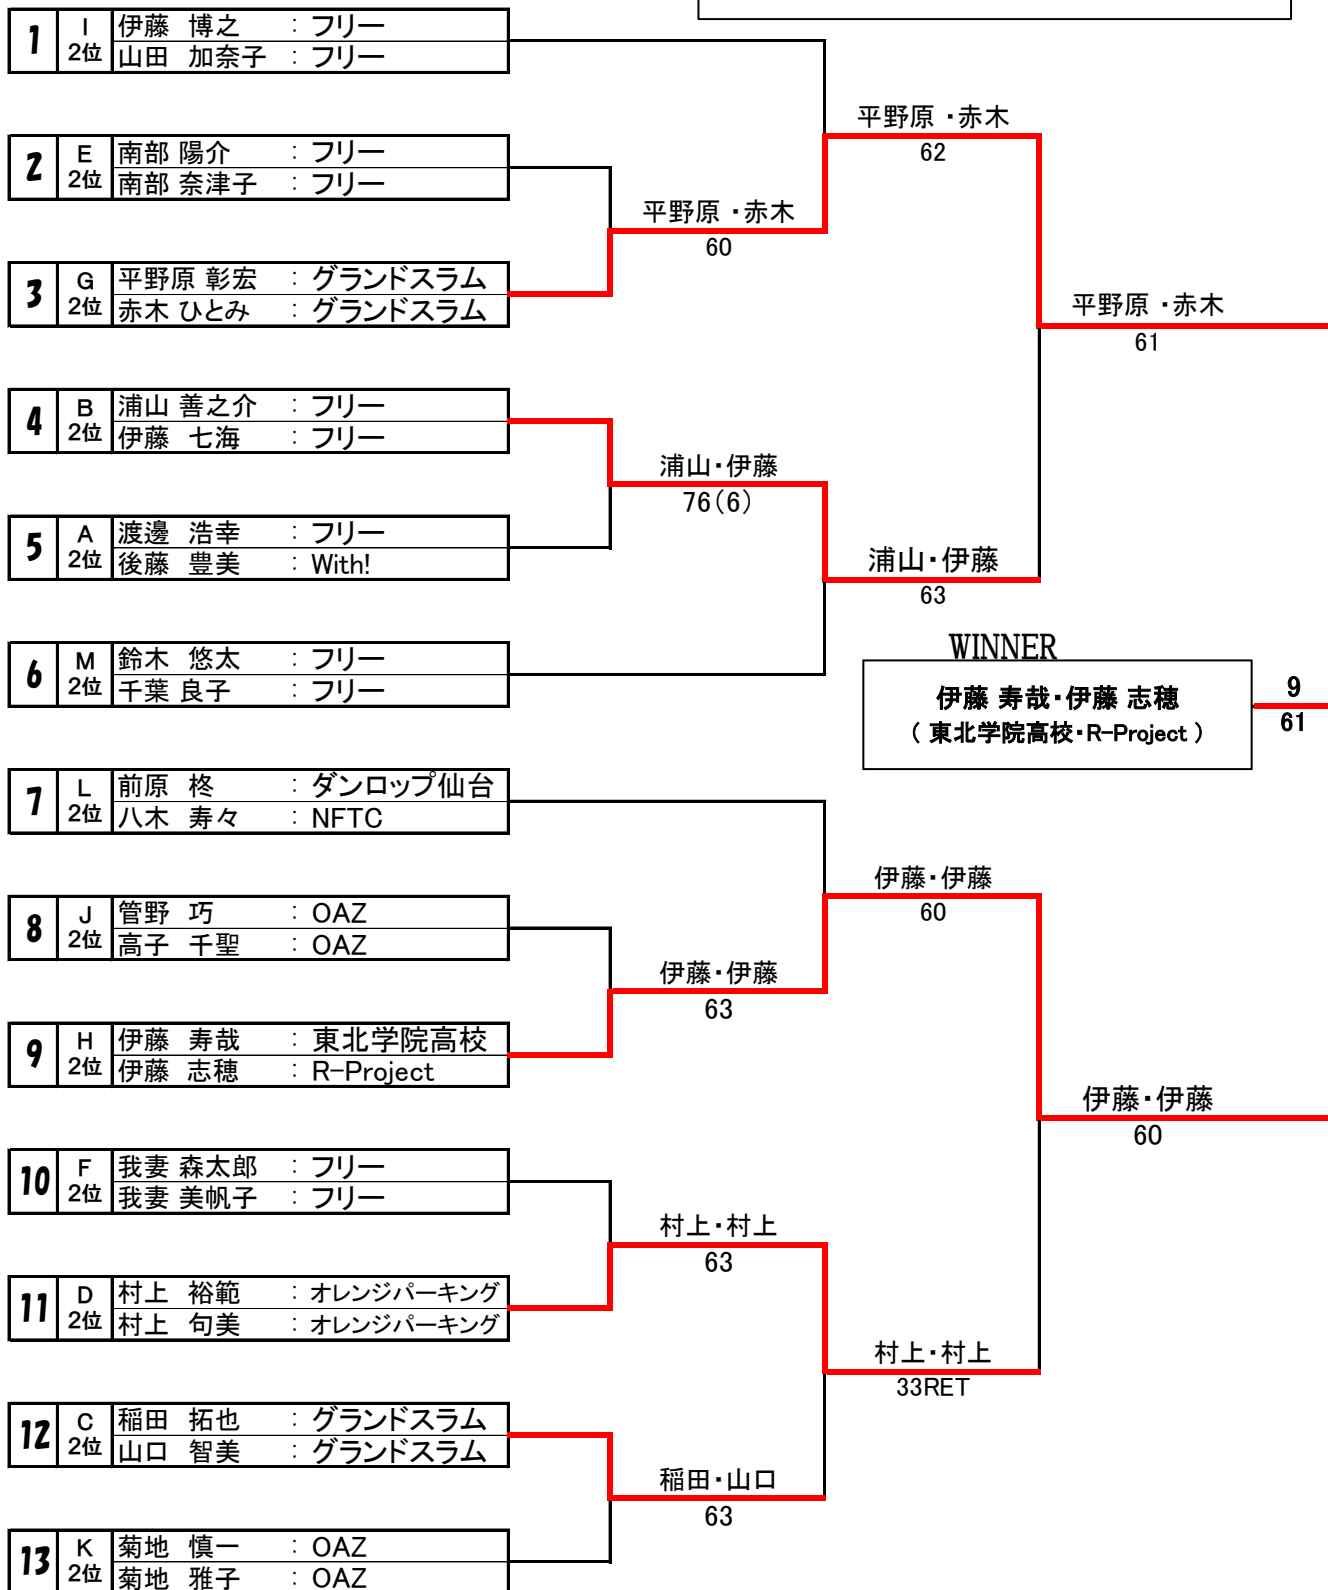 1 I 伊藤 博之 : フリー
2位 山田 加奈子 : フリー
平野原・赤木
62
2 E 南部 陽介 : フリー
2位 南部 奈津子 : フリー
平野原・赤木
60
3 G 平野原 彰宏 : グランドスラム
2位 赤木 ひとみ : グランドスラム
平野原・赤木
61
4 B 浦山 善之介 : フリー
2位 伊藤 七海 : フリー
浦山・伊藤
76(6)
5 A 渡邊 浩幸 : フリー
2位 後藤 豊美 : With!
浦山・伊藤
63
6 M 鈴木 悠太 : フリー
2位 千葉 良子 : フリー
WINNER
伊藤 寿哉・伊藤 志穂
( 東北学院高校・R-Project )
9
61
7 L 前原 柊 : ダンロップ仙台
2位 八木 寿々 : NFTC
伊藤・伊藤
60
8 J 管野 巧 : OAZ
2位 高子 千聖 : OAZ
伊藤・伊藤
63
9 H 伊藤 寿哉 : 東北学院高校
2位 伊藤 志穂 : R-Project
伊藤・伊藤
60
10 F 我妻 森太郎 : フリー
2位 我妻 美帆子 : フリー
村上・村上
63
11 D 村上 裕範 : オレンジパーキング
2位 村上 句美 : オレンジパーキング
村上・村上
33RET
12 C 稲田 拓也 : グランドスラム
2位 山口 智美 : グランドスラム
稲田・山口
63
13 K 菊地 慎一 : OAZ
2位 菊地 雅子 : OAZ